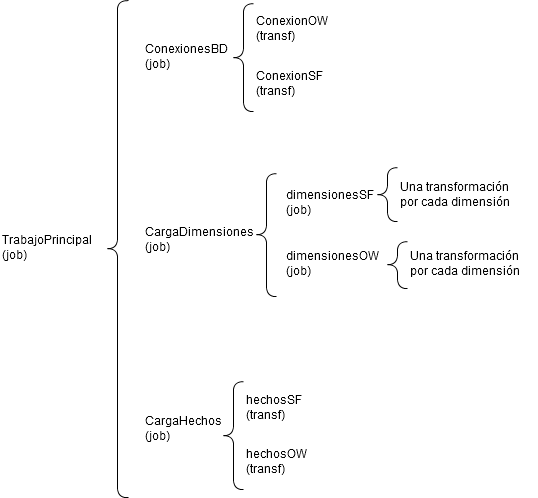 TrabajoPrincipal
(job)
ConexionesBD
(job)
ConexionOW
(transf)
ConexionSF
(transf)
CargaDimensiones
(job)
dimensionesSF
(job)
Una transformación
por cada dimensión
dimensionesOW
(job)
Una transformación
por cada dimensión
CargaHechos
(job)
hechosSF
(transf)
hechosOW
(transf)